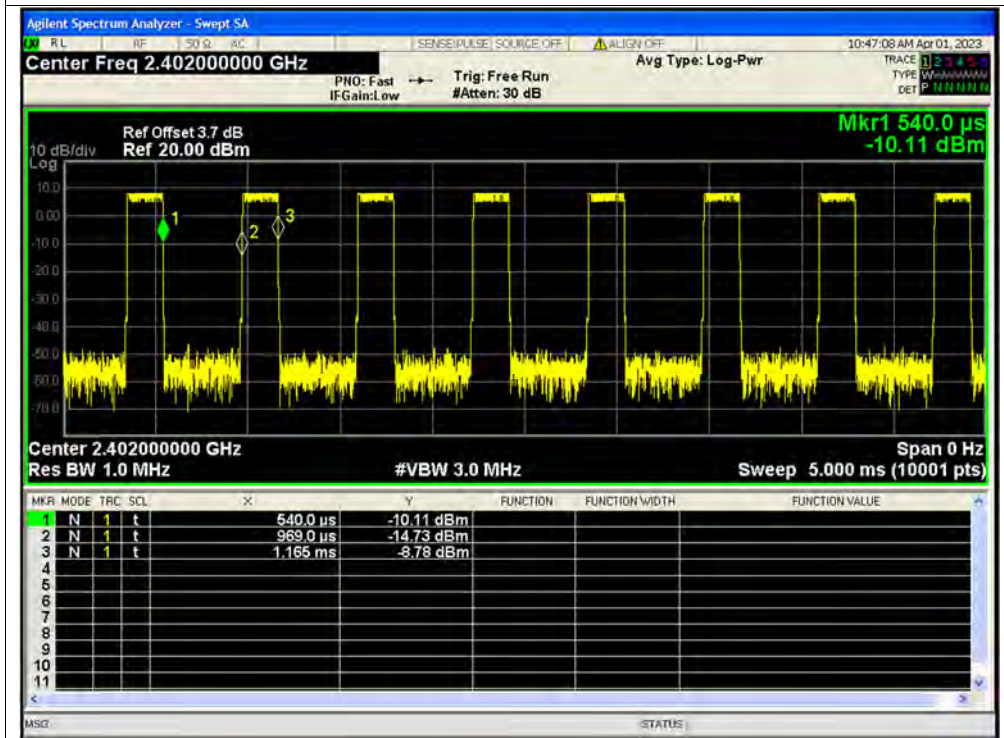 Agilent Spectrum Analyzer - Swept SA
RL RF 50 Ω AC SENSE:PULSE SOURCE OFF ALIGN OFF 10:47:08 AM Apr 01, 2023
Center Freq 2.402000000 GHz Avg Type: Log-Pwr TRACE 1 2 3 4 5 6
PNO: Fast Trig: Free Run TYPE
IFGain:Low #Atten: 30 dB DET P N N N N N
Mkr1 540.0 µs
Ref Offset 3.7 dB
10 dB/div Ref 20.00 dBm -10.11 dBm
Log
10.0
0.00
1 2 3
-10.0
-20.0
-30.0
-40.0
-50.0
-60.0
-70.0
Center 2.402000000 GHz Span 0 Hz
Res BW 1.0 MHz #VBW 3.0 MHz Sweep 5.000 ms (10001 pts)
MKR MODE TRC SCL X Y FUNCTION FUNCTION WIDTH FUNCTION VALUE
1 N 1 t 540.0 µs -10.11 dBm
2 N 1 t 969.0 µs -14.73 dBm
3 N 1 t 1.165 ms -8.78 dBm
4
5
6
7
8
9
10
11
MSG STATUS